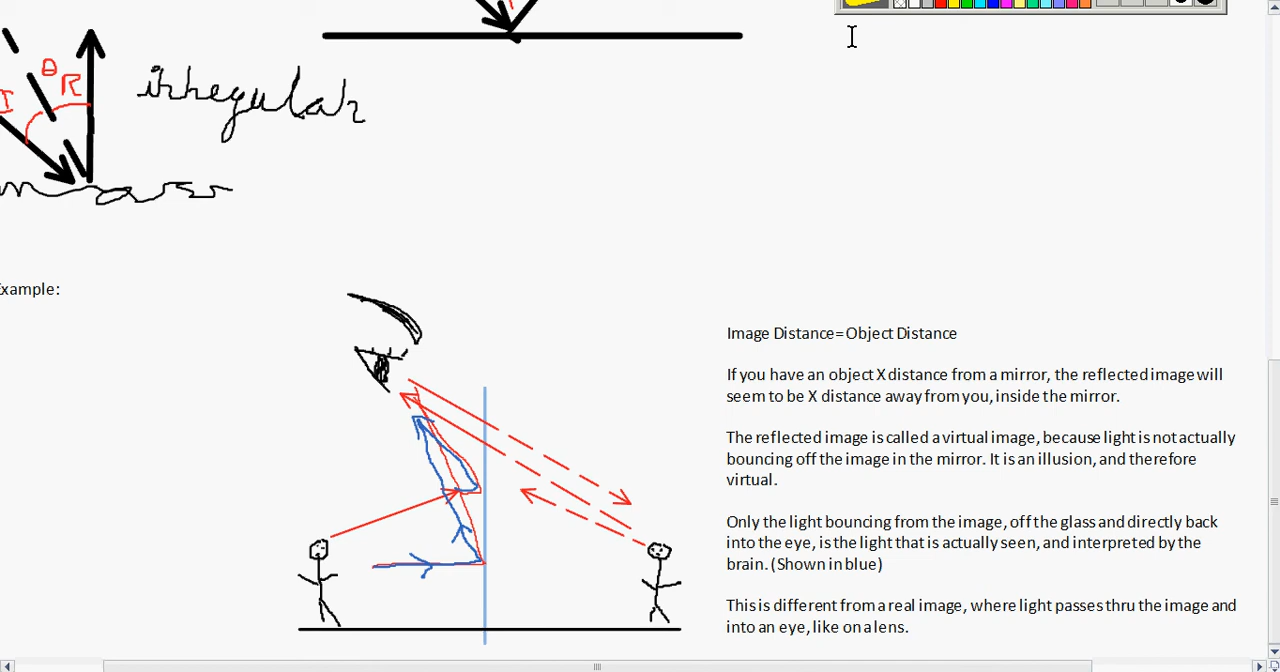 θ
I R
irregular
Example:
Image Distance=Object Distance
If you have an object X distance from a mirror, the reflected image will
seem to be X distance away from you, inside the mirror.
The reflected image is called a virtual image, because light is not actually
bouncing off the image in the mirror. It is an illusion, and therefore
virtual.
Only the light bouncing from the image, off the glass and directly back
into the eye, is the light that is actually seen, and interpreted by the
brain. (Shown in blue)
This is different from a real image, where light passes thru the image and
into an eye, like on a lens.